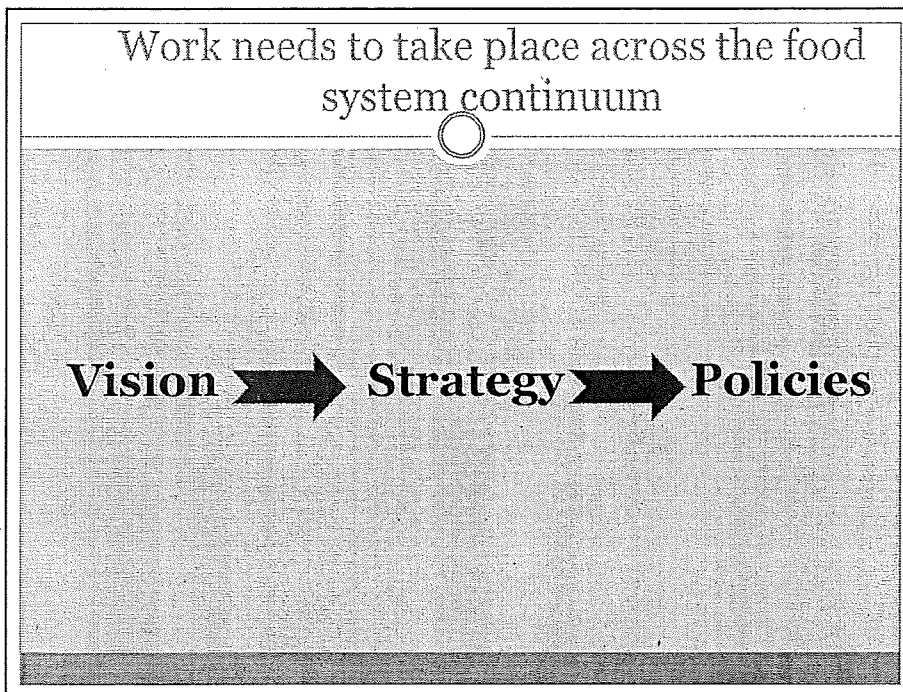 Work needs to take place across the food
system continuum
Vision Strategy Policies